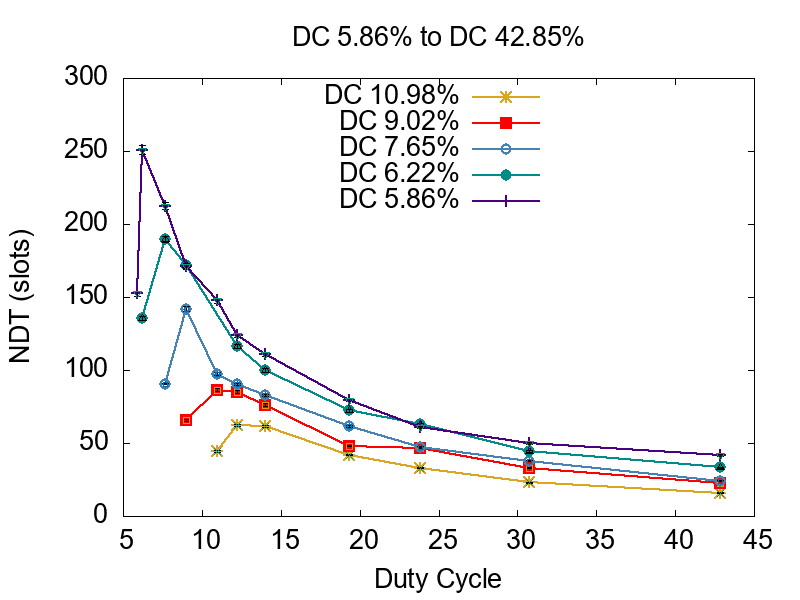 DC 5.86% to DC 42.85%
300
250
200
150
100
50
0
NDT (slots)
DC 10.98%
DC 9.02%
DC 7.65%
DC 6.22%
DC 5.86%
5 10 15 20 25 30 35 40 45
Duty Cycle